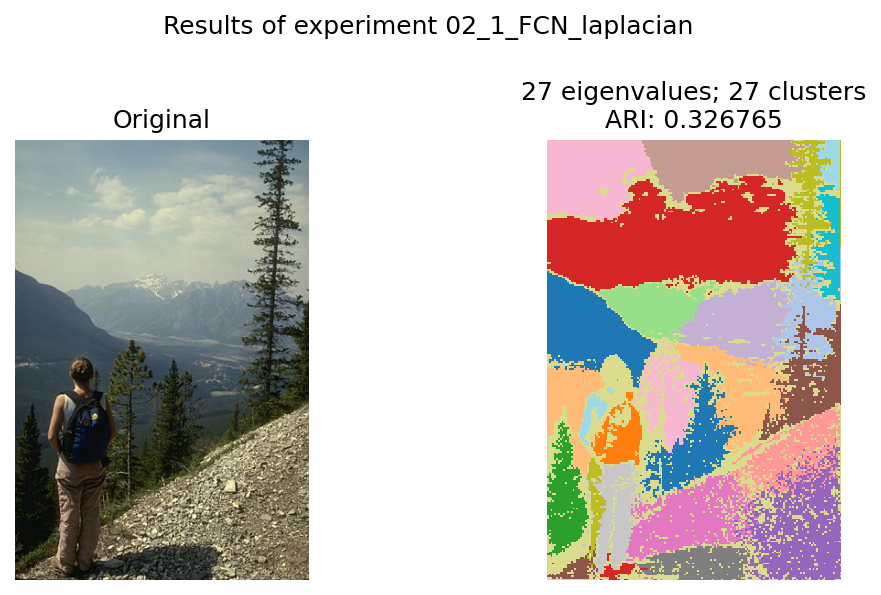 Results of experiment 02_1_FCN_laplacian
Original
27 eigenvalues; 27 clusters
ARI: 0.326765